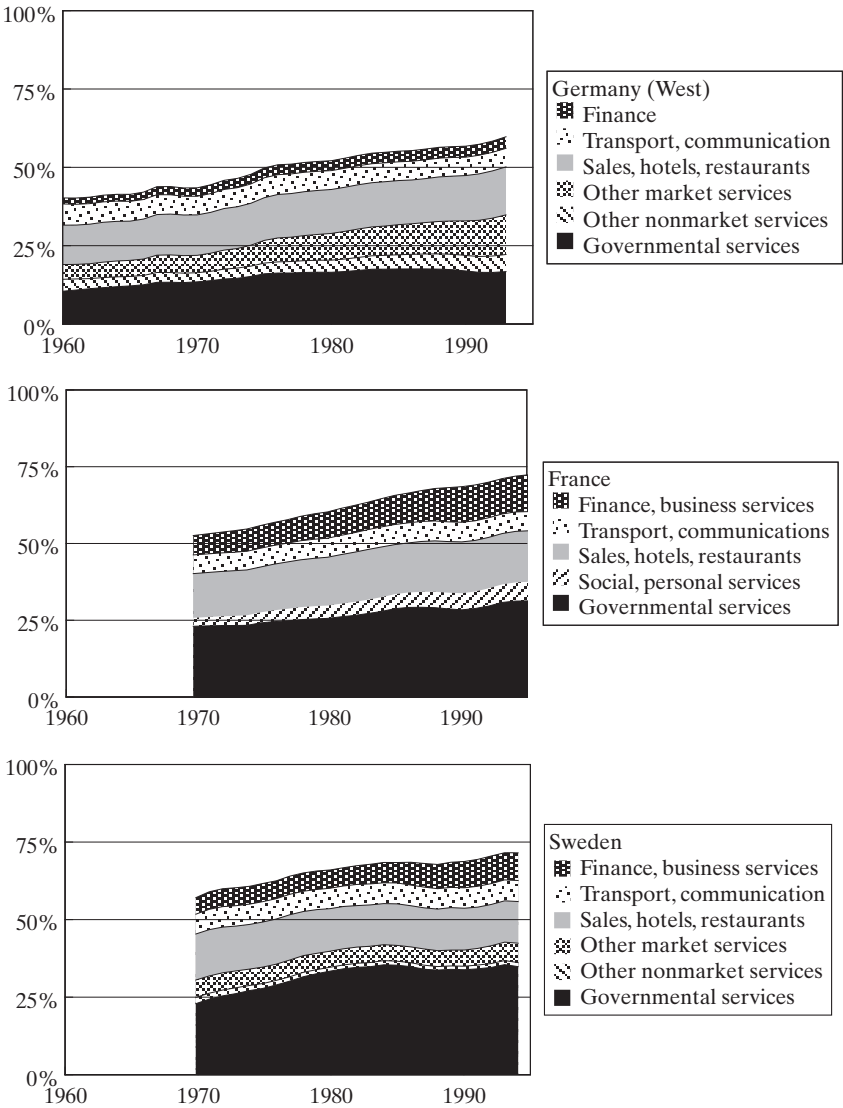 100%
75%
50%
25%
0%
1960 1970 1980 1990
Germany (West)
Finance
Transport, communication
Sales, hotels, restaurants
Other market services
Other nonmarket services
Governmental services
100%
75%
50%
25%
0%
1960 1970 1980 1990
France
Finance, business services
Transport, communications
Sales, hotels, restaurants
Social, personal services
Governmental services
100%
75%
50%
25%
0%
1960 1970 1980 1990
Sweden
Finance, business services
Transport, communication
Sales, hotels, restaurants
Other market services
Other nonmarket services
Governmental services